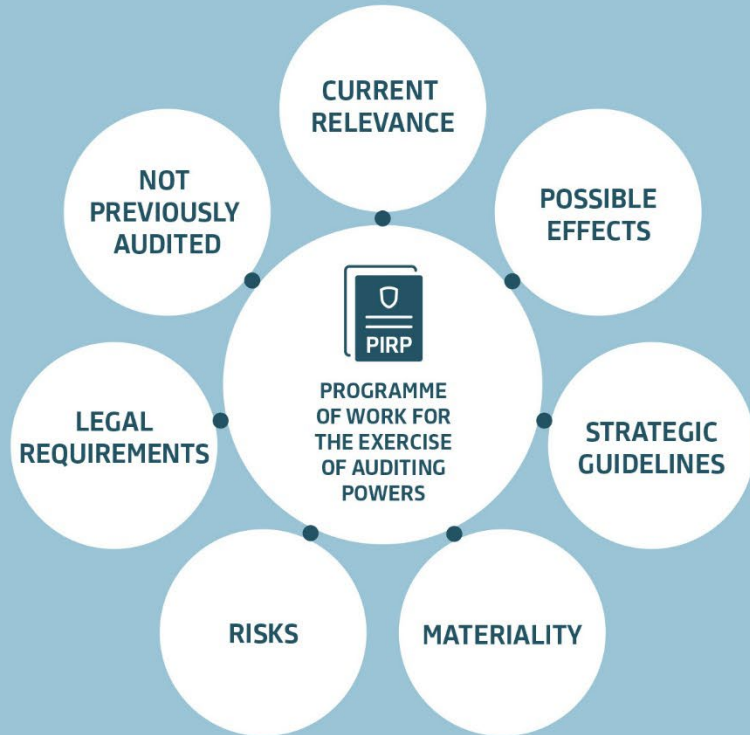 CURRENT
RELEVANCE
POSSIBLE
EFFECTS
STRATEGIC
GUIDELINES
MATERIALITY
RISKS
LEGAL
REQUIREMENTS
NOT
PREVIOUSLY
AUDITED
PIRP
PROGRAMME
OF WORK FOR
THE EXERCISE
OF AUDITING
POWERS